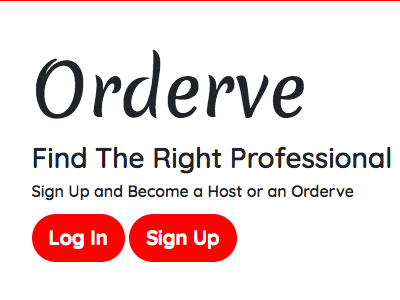 Orderve
Find The Right Professional
Sign Up and Become a Host or an Orderve
Log In Sign Up